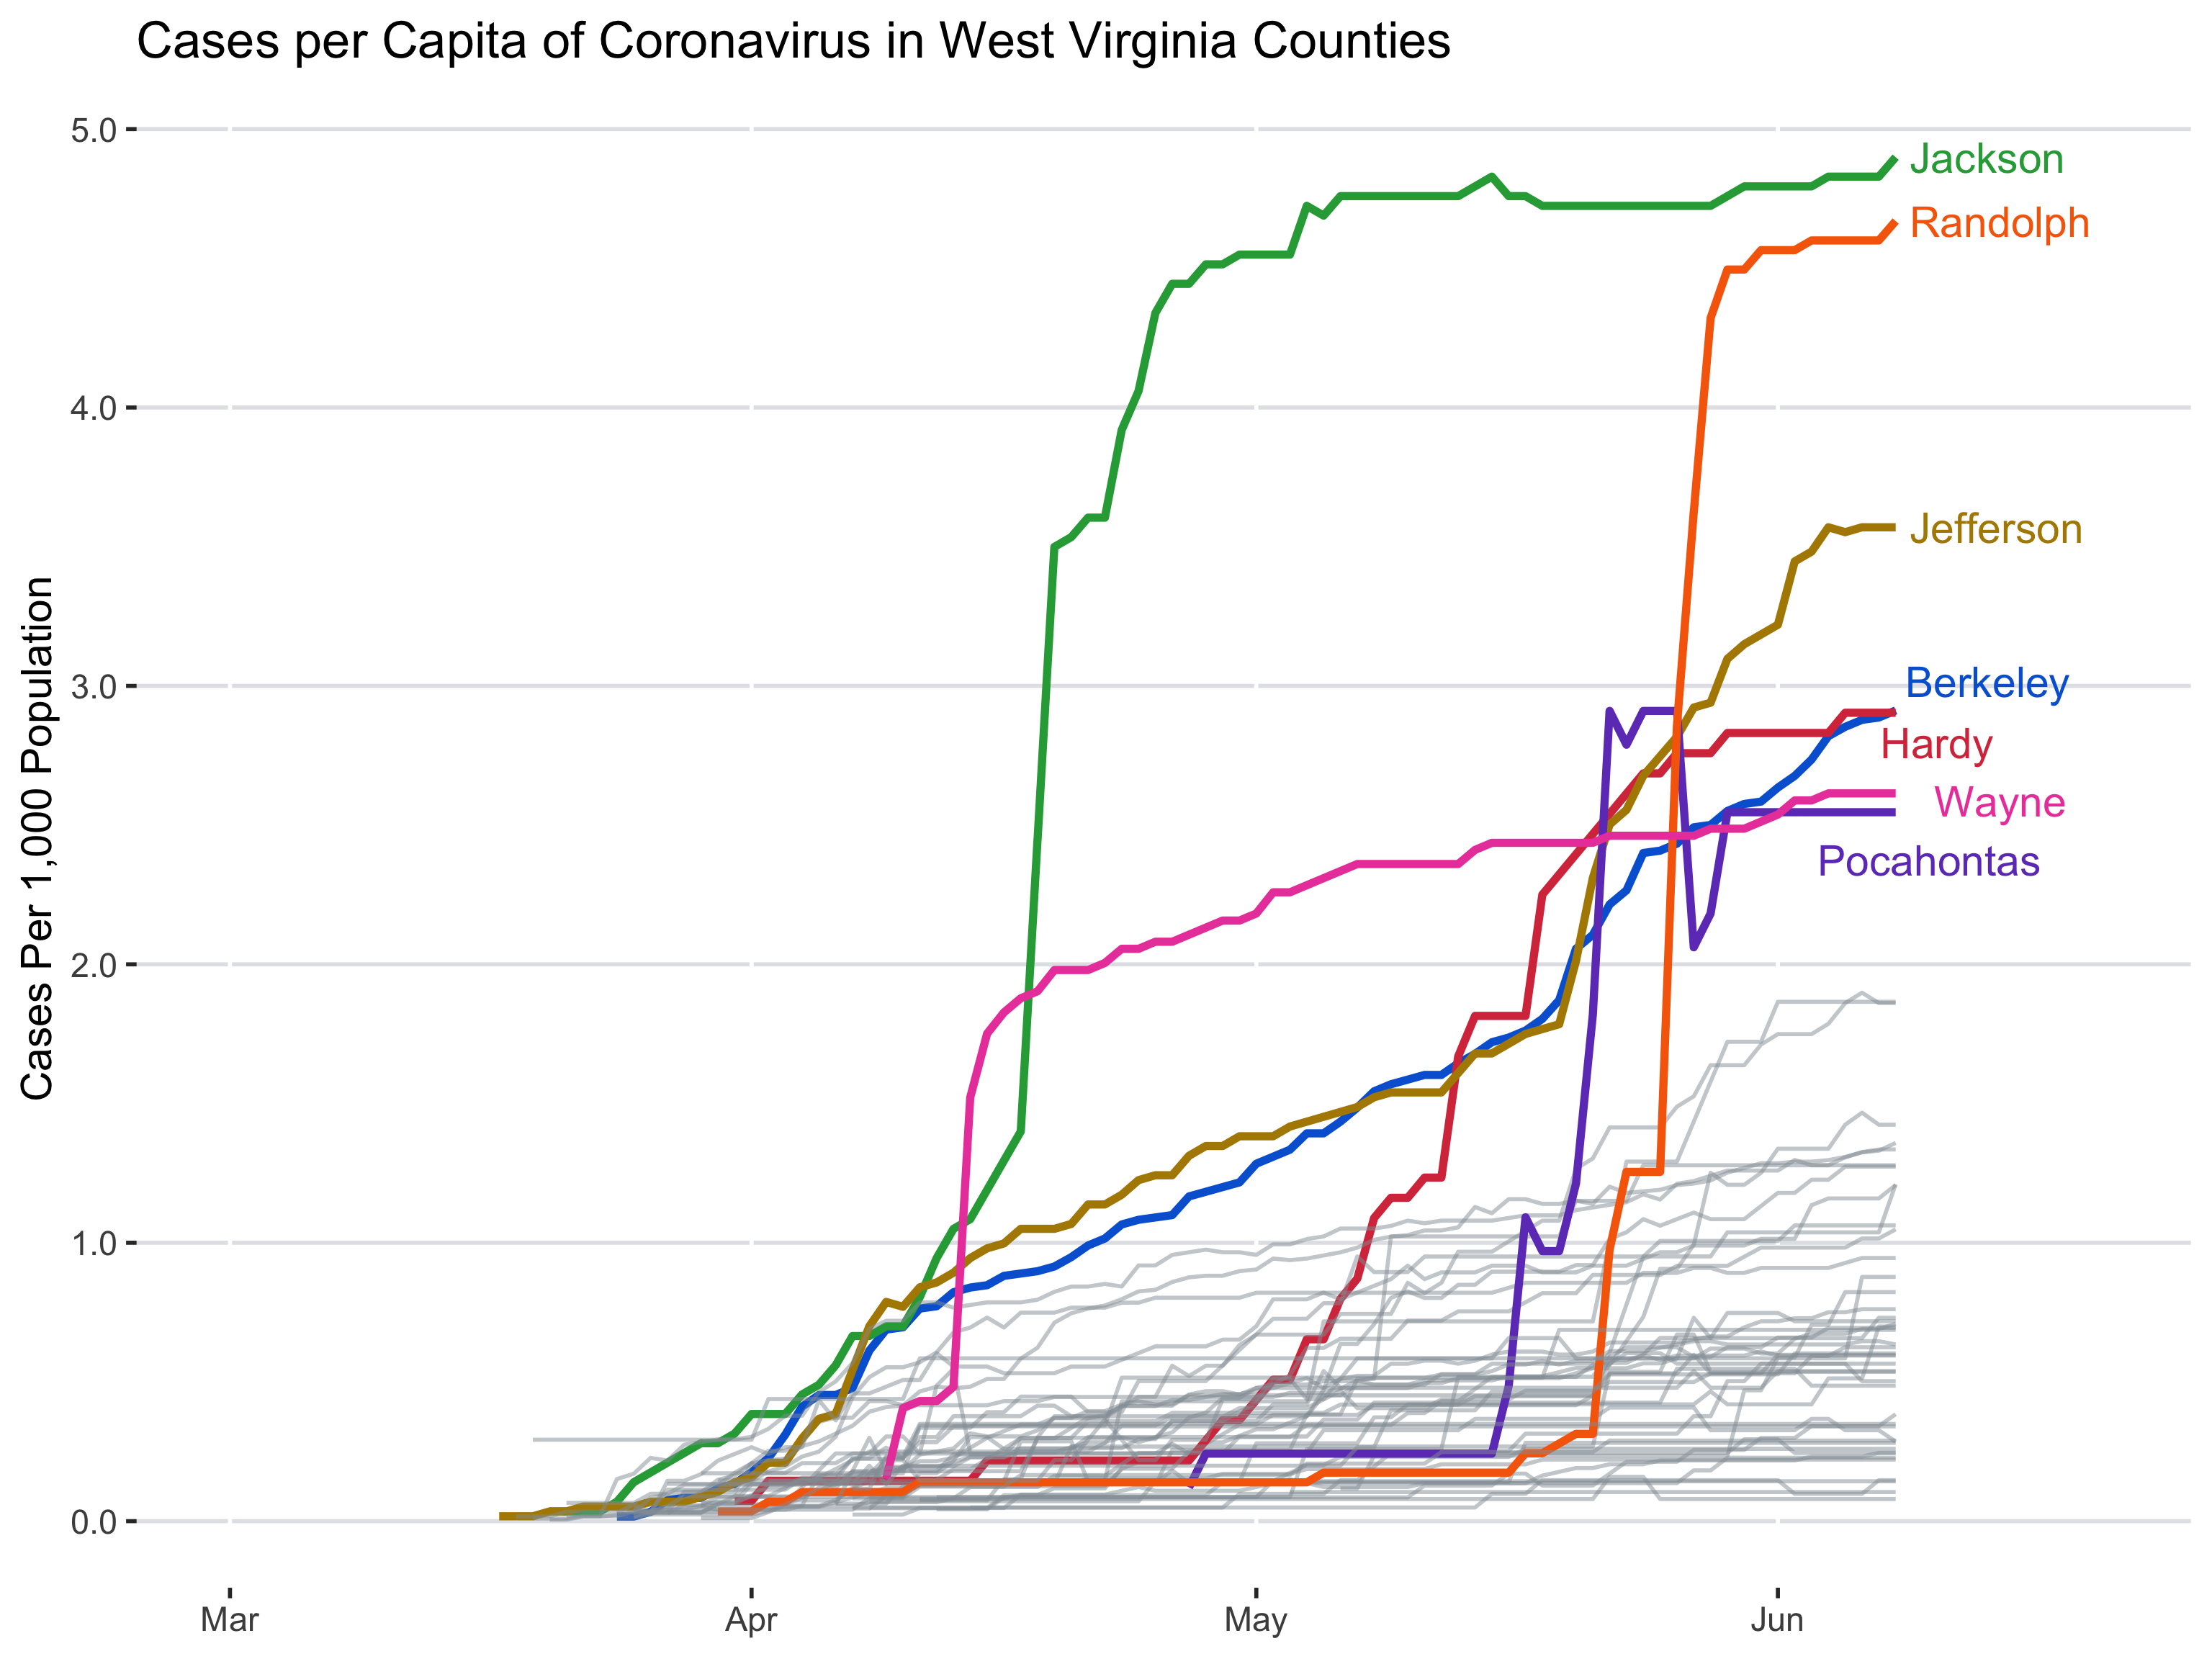 Cases per Capita of Coronavirus in West Virginia Counties
5.0
4.0
3.0
2.0
1.0
0.0
Cases Per 1,000 Population
Jackson
Randolph
Jefferson
Berkeley
Hardy
Wayne
Pocahontas
Mar Apr May Jun